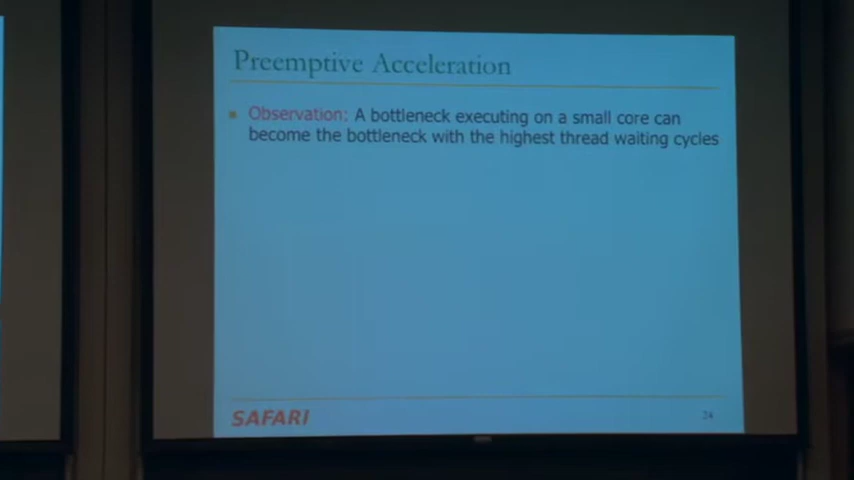 Preemptive Acceleration
Observation: A bottleneck executing on a small core can
become the bottleneck with the highest thread waiting cycles
SAFARI
24